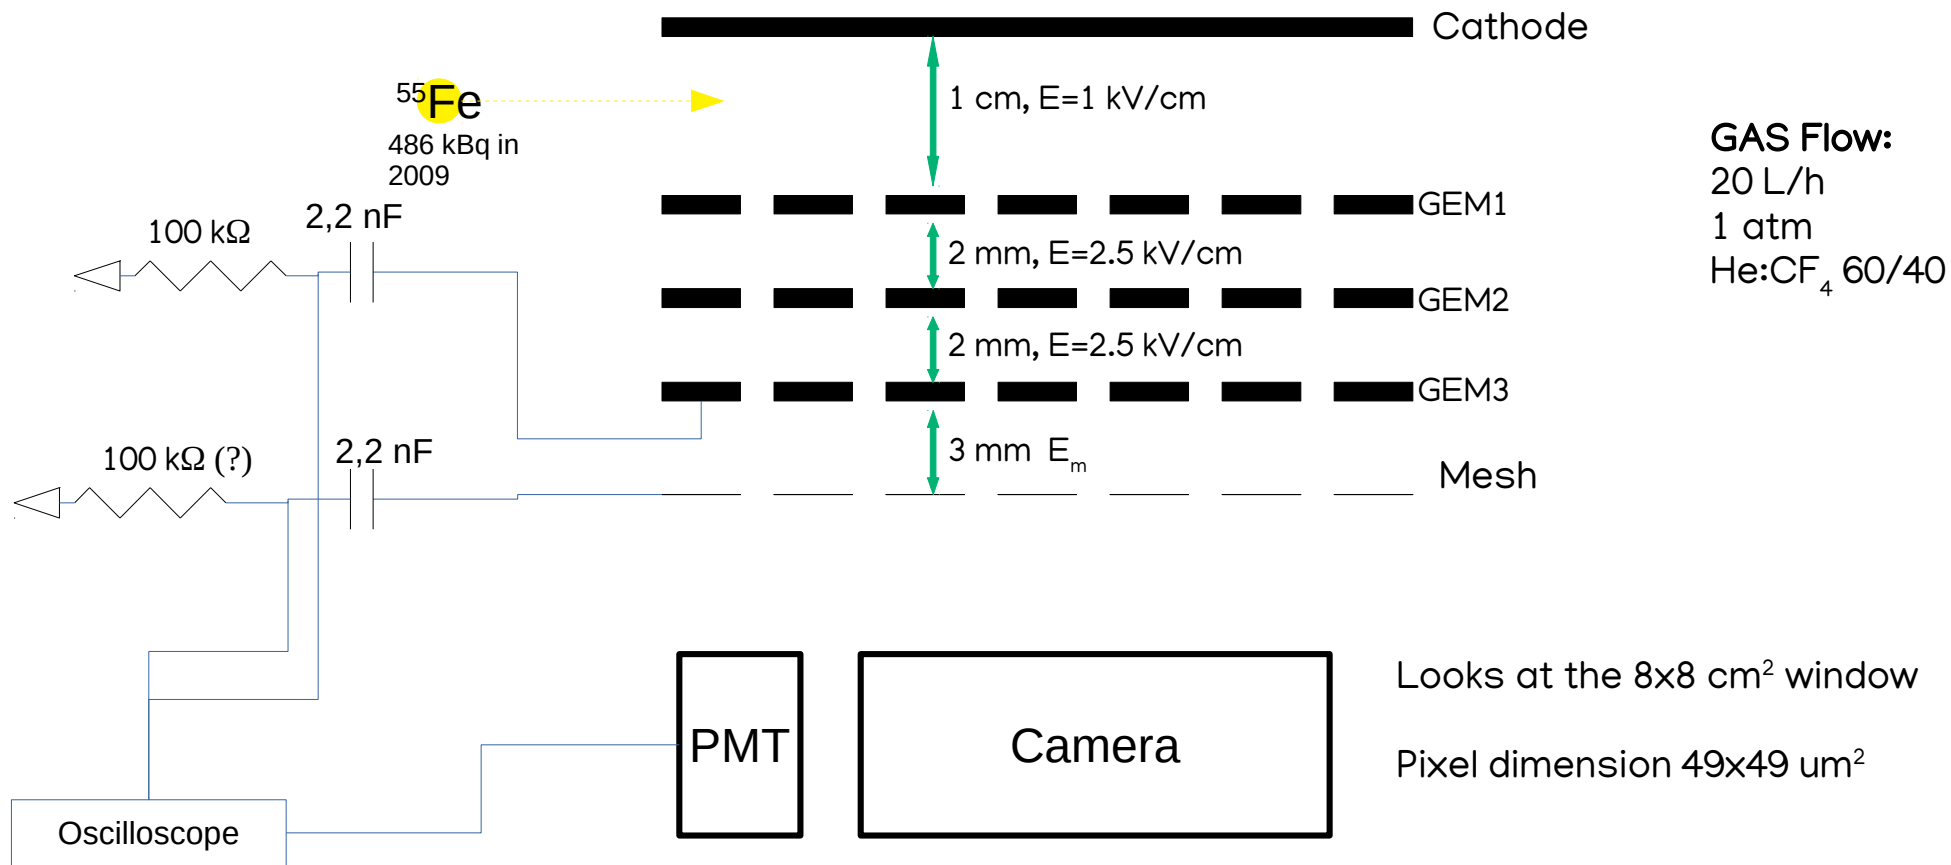 Cathode
⁵⁵Fe
486 kBq in
2009
1 cm, E=1 kV/cm
GAS Flow:
20 L/h
1 atm
He:CF₄ 60/40
GEM1
100 kΩ
2,2 nF
2 mm, E=2.5 kV/cm
GEM2
2 mm, E=2.5 kV/cm
GEM3
100 kΩ (?)
2,2 nF
3 mm Eₘ
Mesh
PMT
Camera
Looks at the 8x8 cm² window
Pixel dimension 49x49 um²
Oscilloscope